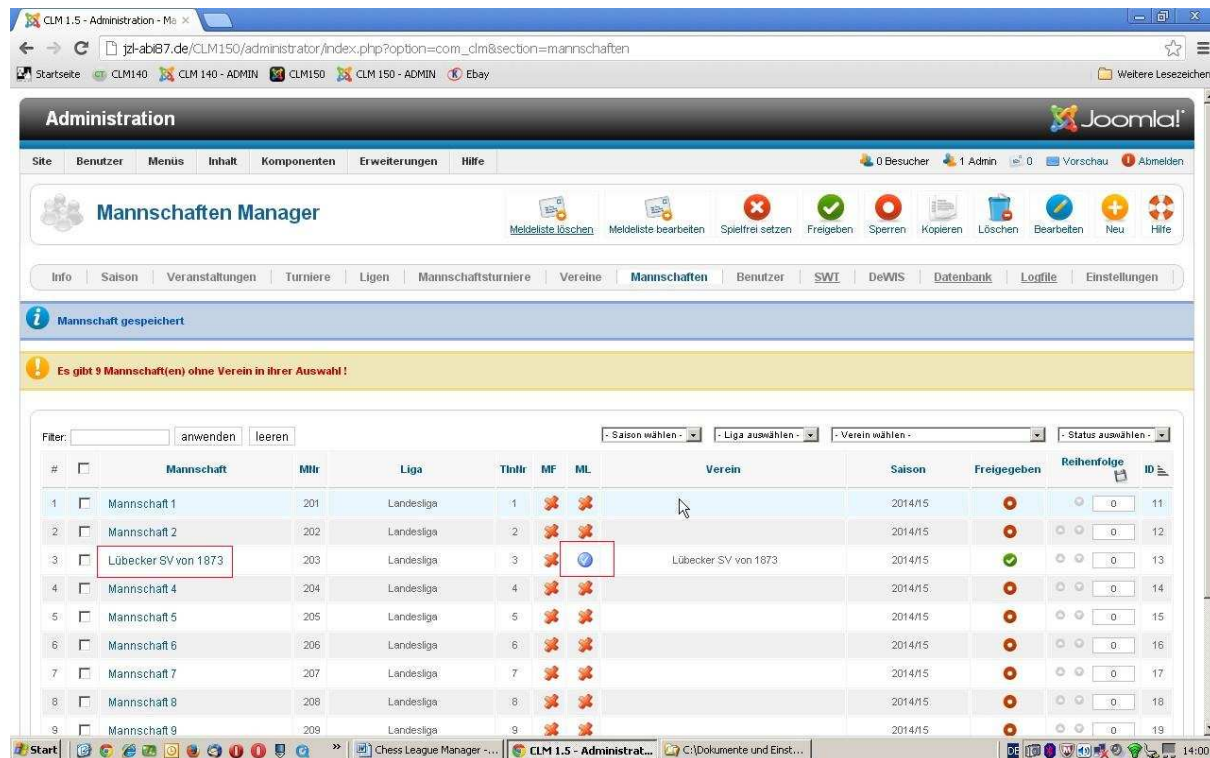 CLM 1.5 - Administration - Ma
jzl-abi87.de/CLM150/administrator/index.php?option=com_clm&section=mannschaften
Startseite CLM140 CLM 140 - ADMIN CLM150 CLM 150 - ADMIN Ebay Weitere Lesezeichen
Administration Joomla!
Site Benutzer Menüs Inhalt Komponenten Erweiterungen Hilfe 0 Besucher 1 Admin 0 Vorschau Abmelden
Mannschaften Manager Meldeliste löschen Meldeliste bearbeiten Spielfrei setzen Freigeben Sperren Kopieren Löschen Bearbeiten Neu Hilfe
Info Saison Veranstaltungen Turniere Ligen Mannschaftsturniere Vereine Mannschaften Benutzer SWT DeWIS Datenbank Logfile Einstellungen
Mannschaft gespeichert
Es gibt 9 Mannschaft(en) ohne Verein in ihrer Auswahl !
Filter: anwenden leeren - Saison wählen - - Liga auswählen - - Verein wählen - - Status auswählen -
# Mannschaft MNr Liga TlnNr MF ML Verein Saison Freigegeben Reihenfolge ID
1 Mannschaft 1 201 Landesliga 1 2014/15 0 11
2 Mannschaft 2 202 Landesliga 2 2014/15 0 12
3 Lübecker SV von 1873 203 Landesliga 3 Lübecker SV von 1873 2014/15 0 13
4 Mannschaft 4 204 Landesliga 4 2014/15 0 14
5 Mannschaft 5 205 Landesliga 5 2014/15 0 15
6 Mannschaft 6 206 Landesliga 6 2014/15 0 16
7 Mannschaft 7 207 Landesliga 7 2014/15 0 17
8 Mannschaft 8 208 Landesliga 8 2014/15 0 18
9 Mannschaft 9 209 Landesliga 9 2014/15 0 19
Start Chess League Manager -... CLM 1.5 - Administrat... C:\Dokumente und Einst... DE 14:00